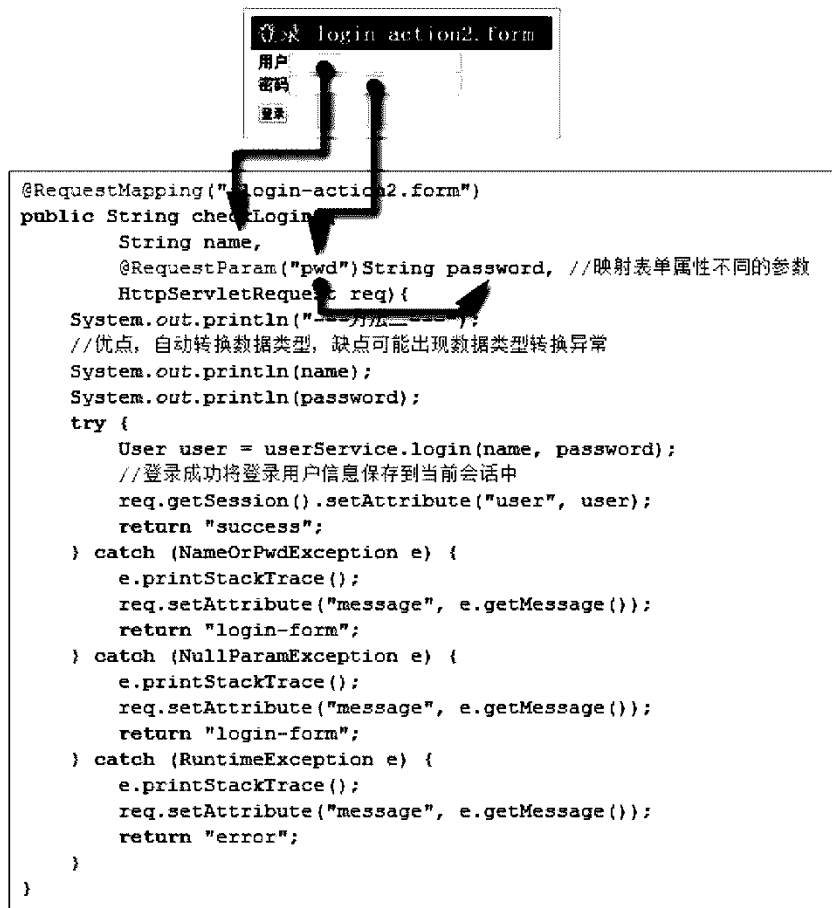 登录 login action2.form
用户
密码
登录
@RequestMapping("login-action2.form")
public String checkLogin(
String name,
@RequestParam("pwd")String password, //映射表单属性不同的参数
HttpServletRequest req){
System.out.println("---方法二---");
//优点，自动转换数据类型，缺点可能出现数据类型转换异常
System.out.println(name);
System.out.println(password);
try {
User user = userService.login(name, password);
//登录成功将登录用户信息保存到当前会话中
req.getSession().setAttribute("user", user);
return "success";
} catch (NameOrPwdException e) {
e.printStackTrace();
req.setAttribute("message", e.getMessage());
return "login-form";
} catch (NullParamException e) {
e.printStackTrace();
req.setAttribute("message", e.getMessage());
return "login-form";
} catch (RuntimeException e) {
e.printStackTrace();
req.setAttribute("message", e.getMessage());
return "error";
}
}